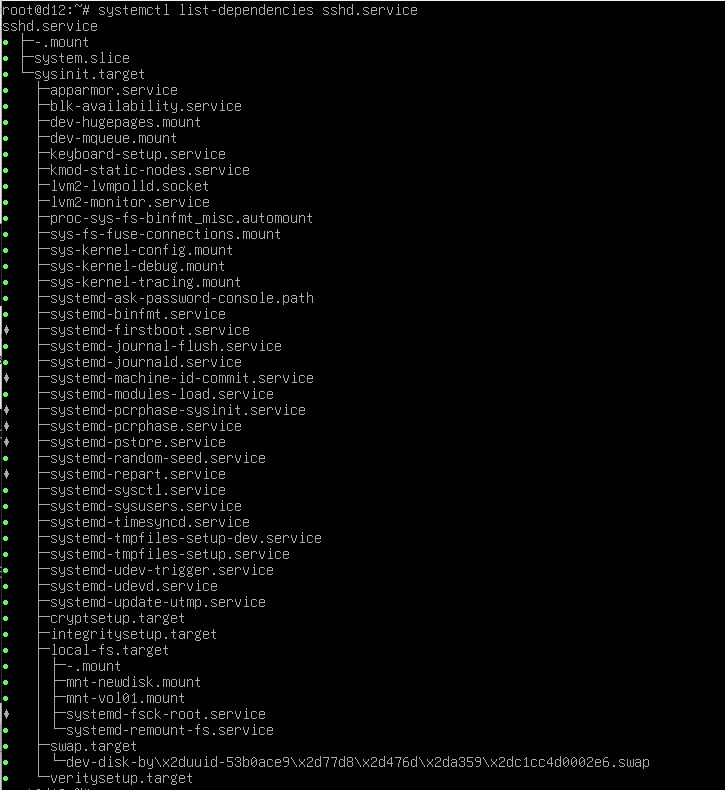 root@d12:~# systemctl list-dependencies sshd.service
sshd.service
● ├─-.mount
● ├─system.slice
● └─sysinit.target
●   ├─apparmor.service
●   ├─blk-availability.service
●   ├─dev-hugepages.mount
●   ├─dev-mqueue.mount
●   ├─keyboard-setup.service
●   ├─kmod-static-nodes.service
●   ├─lvm2-lvmpolld.socket
●   ├─lvm2-monitor.service
●   ├─proc-sys-fs-binfmt_misc.automount
●   ├─sys-fs-fuse-connections.mount
●   ├─sys-kernel-config.mount
●   ├─sys-kernel-debug.mount
●   ├─sys-kernel-tracing.mount
●   ├─systemd-ask-password-console.path
●   ├─systemd-binfmt.service
♦   ├─systemd-firstboot.service
●   ├─systemd-journal-flush.service
●   ├─systemd-journald.service
♦   ├─systemd-machine-id-commit.service
●   ├─systemd-modules-load.service
♦   ├─systemd-pcrphase-sysinit.service
♦   ├─systemd-pcrphase.service
♦   ├─systemd-pstore.service
●   ├─systemd-random-seed.service
♦   ├─systemd-repart.service
●   ├─systemd-sysctl.service
●   ├─systemd-sysusers.service
●   ├─systemd-timesyncd.service
●   ├─systemd-tmpfiles-setup-dev.service
●   ├─systemd-tmpfiles-setup.service
●   ├─systemd-udev-trigger.service
●   ├─systemd-udevd.service
●   ├─systemd-update-utmp.service
●   ├─cryptsetup.target
●   ├─integritysetup.target
●   ├─local-fs.target
●   │ ├─-.mount
●   │ ├─mnt-newdisk.mount
●   │ ├─mnt-vol01.mount
♦   │ ├─systemd-fsck-root.service
●   │ └─systemd-remount-fs.service
●   ├─swap.target
●   │ └─dev-disk-by\x2duuid-53b0ace9\x2d77d8\x2d476d\x2da359\x2dc1cc4d0002e6.swap
●   └─veritysetup.target